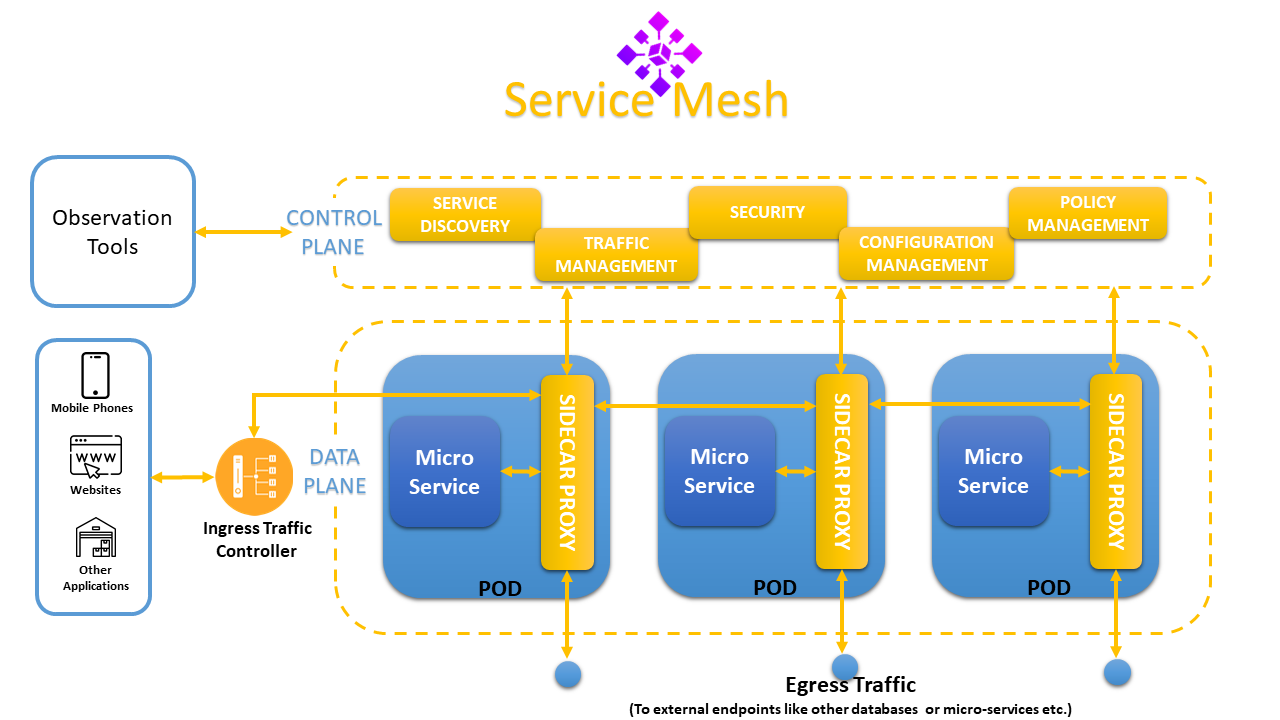 Service Mesh
Observation
Tools
CONTROL
PLANE
SERVICE
DISCOVERY
TRAFFIC
MANAGEMENT
SECURITY
CONFIGURATION
MANAGEMENT
POLICY
MANAGEMENT
Mobile Phones
WWW
Websites
Other
Applications
Ingress Traffic
Controller
DATA
PLANE
Micro
Service
SIDECAR PROXY
POD
Micro
Service
SIDECAR PROXY
POD
Micro
Service
SIDECAR PROXY
POD
Egress Traffic
(To external endpoints like other databases or micro-services etc.)